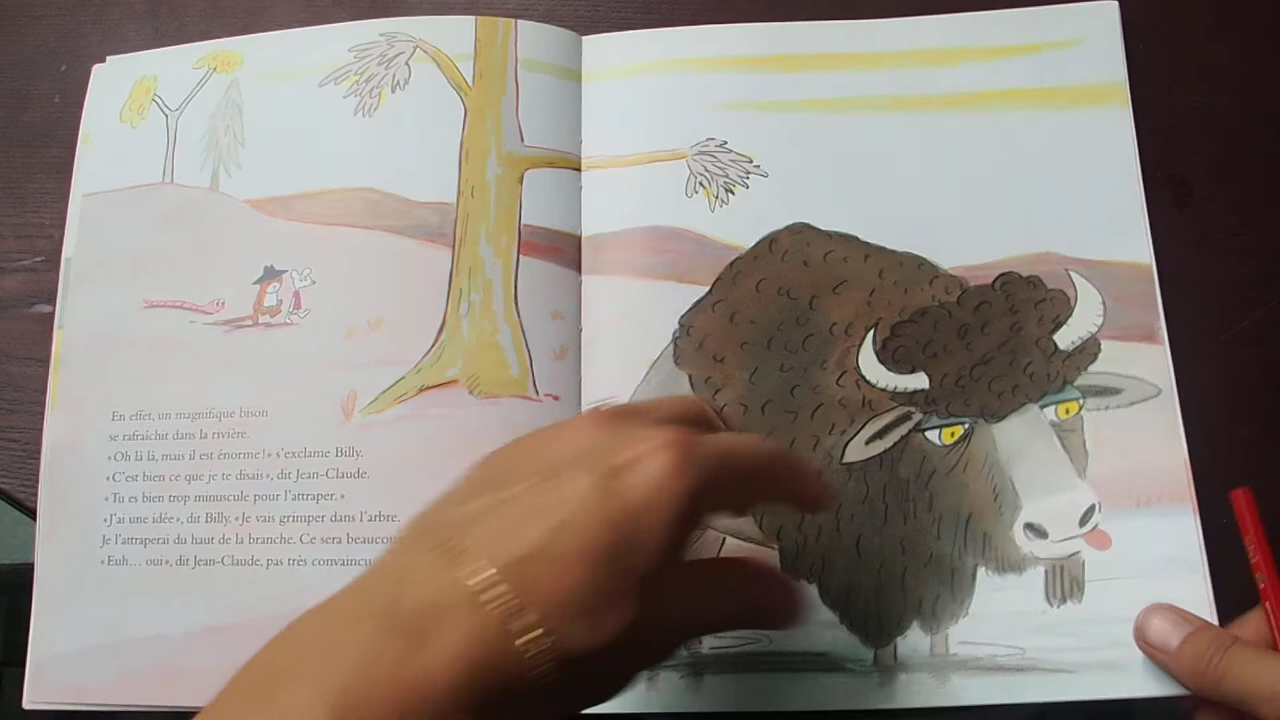 En effet, un magnifique bison
se rafraichit dans la rivière.
«Oh là là, mais il est énorme!» s'exclame Billy.
«C'est bien ce que je te disais», dit Jean-Claude.
«Tu es bien trop minuscule pour l'attraper.»
«J'ai une idée», dit Billy. «Je vais grimper dans l'arbre.
Je l'attraperai du haut de la branche. Ce sera
«Euh... oui», dit Jean-Claude, pas très convaincu